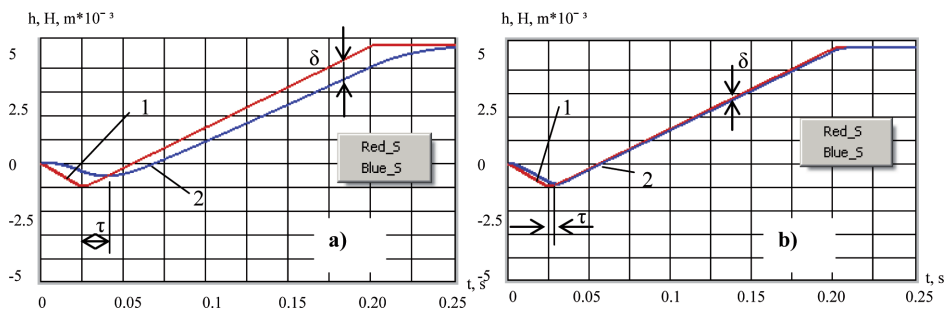 h, H, m*10⁻³
5
2.5
0
-2.5
-5
δ
1
2
τ
Red_S
Blue_S
a)
0 0.05 0.1 0.15 0.20 0.25
t, s
h, H, m*10⁻³
5
2.5
0
-2.5
-5
δ
1
2
τ
Red_S
Blue_S
b)
0 0.05 0.1 0.15 0.20 0.25
t, s